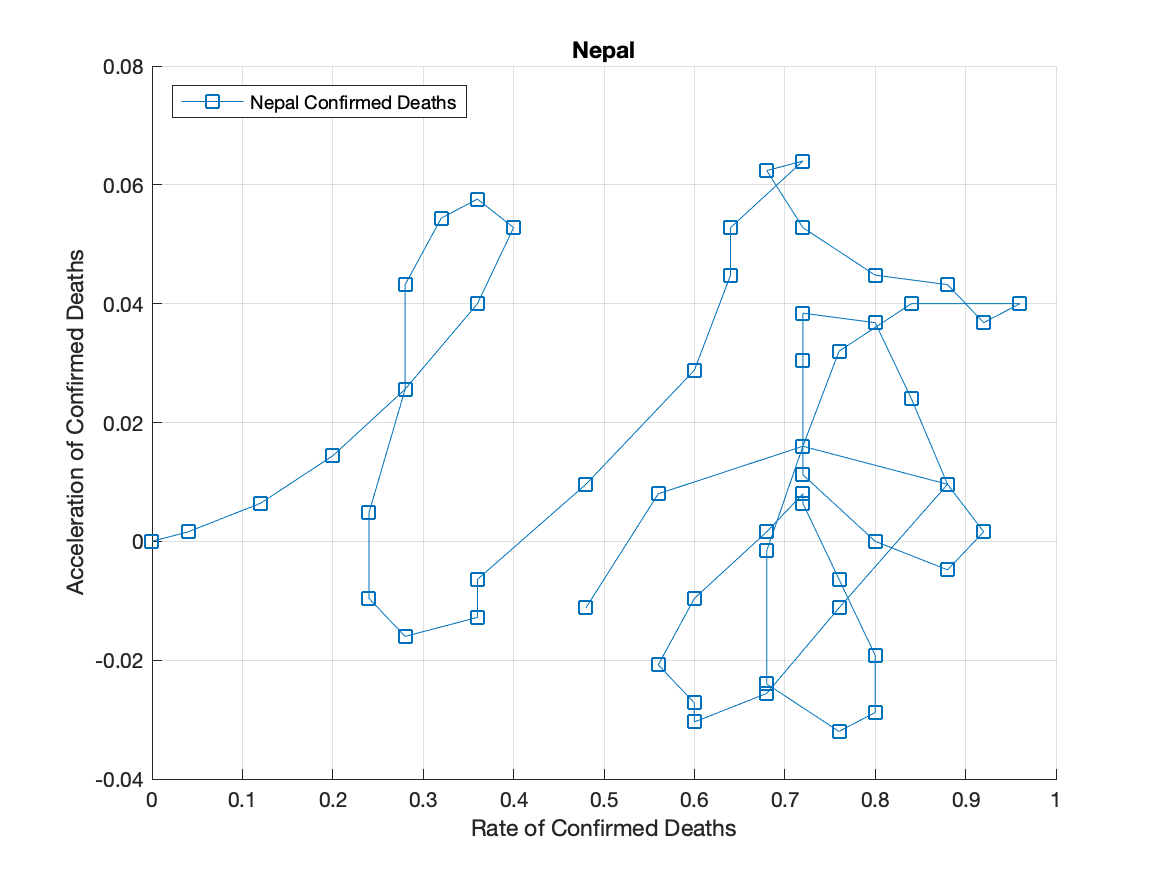 Nepal
Nepal Confirmed Deaths
0.08
0.06
0.04
0.02
0
-0.02
-0.04
Acceleration of Confirmed Deaths
0 0.1 0.2 0.3 0.4 0.5 0.6 0.7 0.8 0.9 1
Rate of Confirmed Deaths